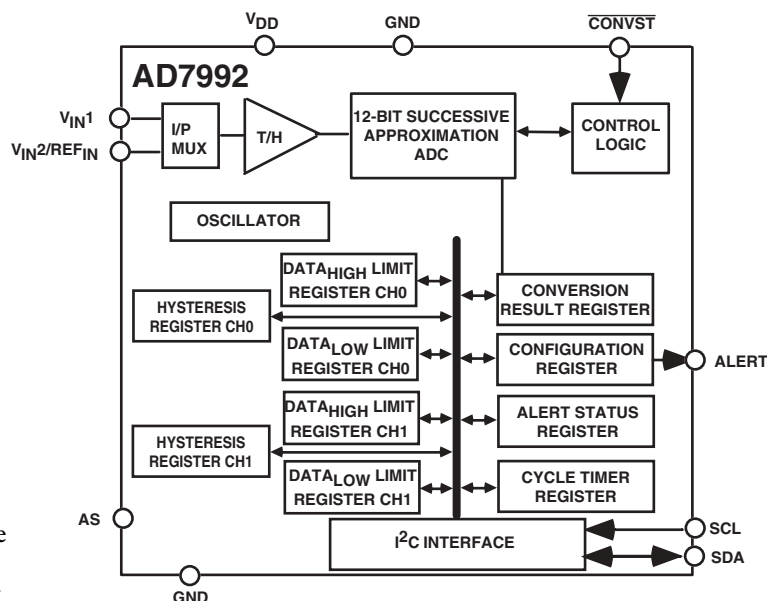 VDD
GND
CONVST
AD7992
VIN1
VIN2/REFIN
I/P
MUX
T/H
12-BIT SUCCESSIVE
APPROXIMATION
ADC
CONTROL
LOGIC
OSCILLATOR
DATAHIGH LIMIT
REGISTER CH0
HYSTERESIS
REGISTER CH0
DATALOW LIMIT
REGISTER CH0
CONVERSION
RESULT REGISTER
CONFIGURATION
REGISTER
ALERT
DATAHIGH LIMIT
REGISTER CH1
HYSTERESIS
REGISTER CH1
DATALOW LIMIT
REGISTER CH1
ALERT STATUS
REGISTER
CYCLE TIMER
REGISTER
AS
I2C INTERFACE
SCL
SDA
GND
e